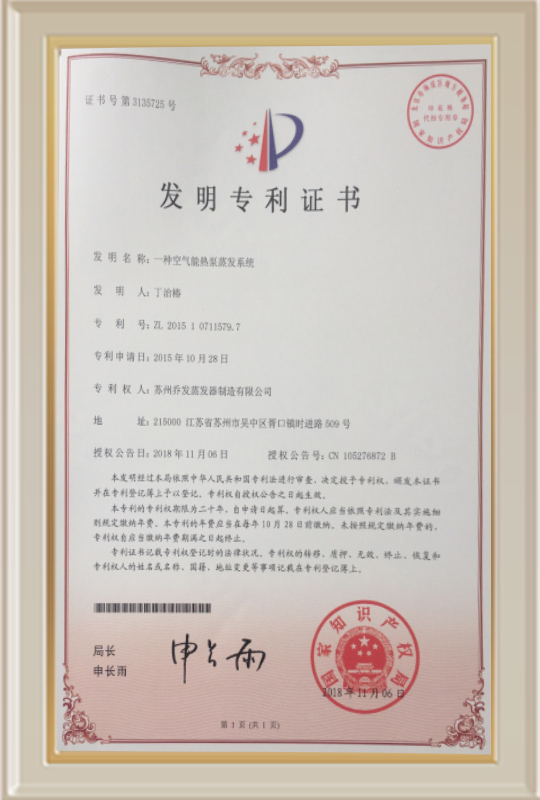 证书号第3135725号
发明专利证书
发明名称：一种空气能热泵蒸发系统
发明人：丁治椿
专利号：ZL 2015 1 0711579.7
专利申请日：2015年10月28日
专利权人：苏州乔发蒸发器制造有限公司
地址：215000 江苏省苏州市吴中区胥口镇时进路509号
授权公告日：2018年11月06日 授权公告号：CN 105276872 B
本发明经过本局依照中华人民共和国专利法进行审查，决定授予专利权，颁发本证书
并在专利登记簿上予以登记。专利权自授权公告之日起生效。
本专利的专利权期限为二十年，自申请日起算。专利权人应当依照专利法及其实施细
则规定缴纳年费。本专利的年费应当在每年10月28日前缴纳。未按照规定缴纳年费的，
专利权自应当缴纳年费期满之日起终止。
专利证书记载专利权登记时的法律状况。专利权的转移、质押、无效、终止、恢复和
专利权人的姓名或名称、国籍、地址变更等事项记载在专利登记簿上。
局长
申长雨
申长雨
国家知识产权局
2018年11月06日
第1页(共1页)